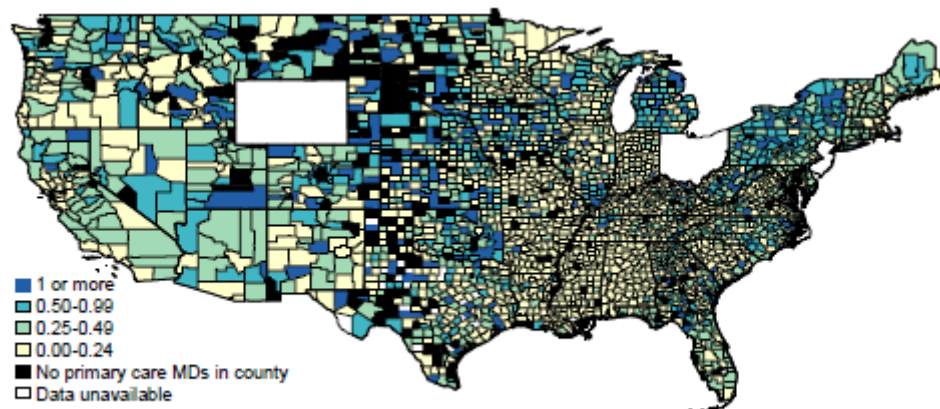 1 or more
0.50-0.99
0.25-0.49
0.00-0.24
No primary care MDs in county
Data unavailable